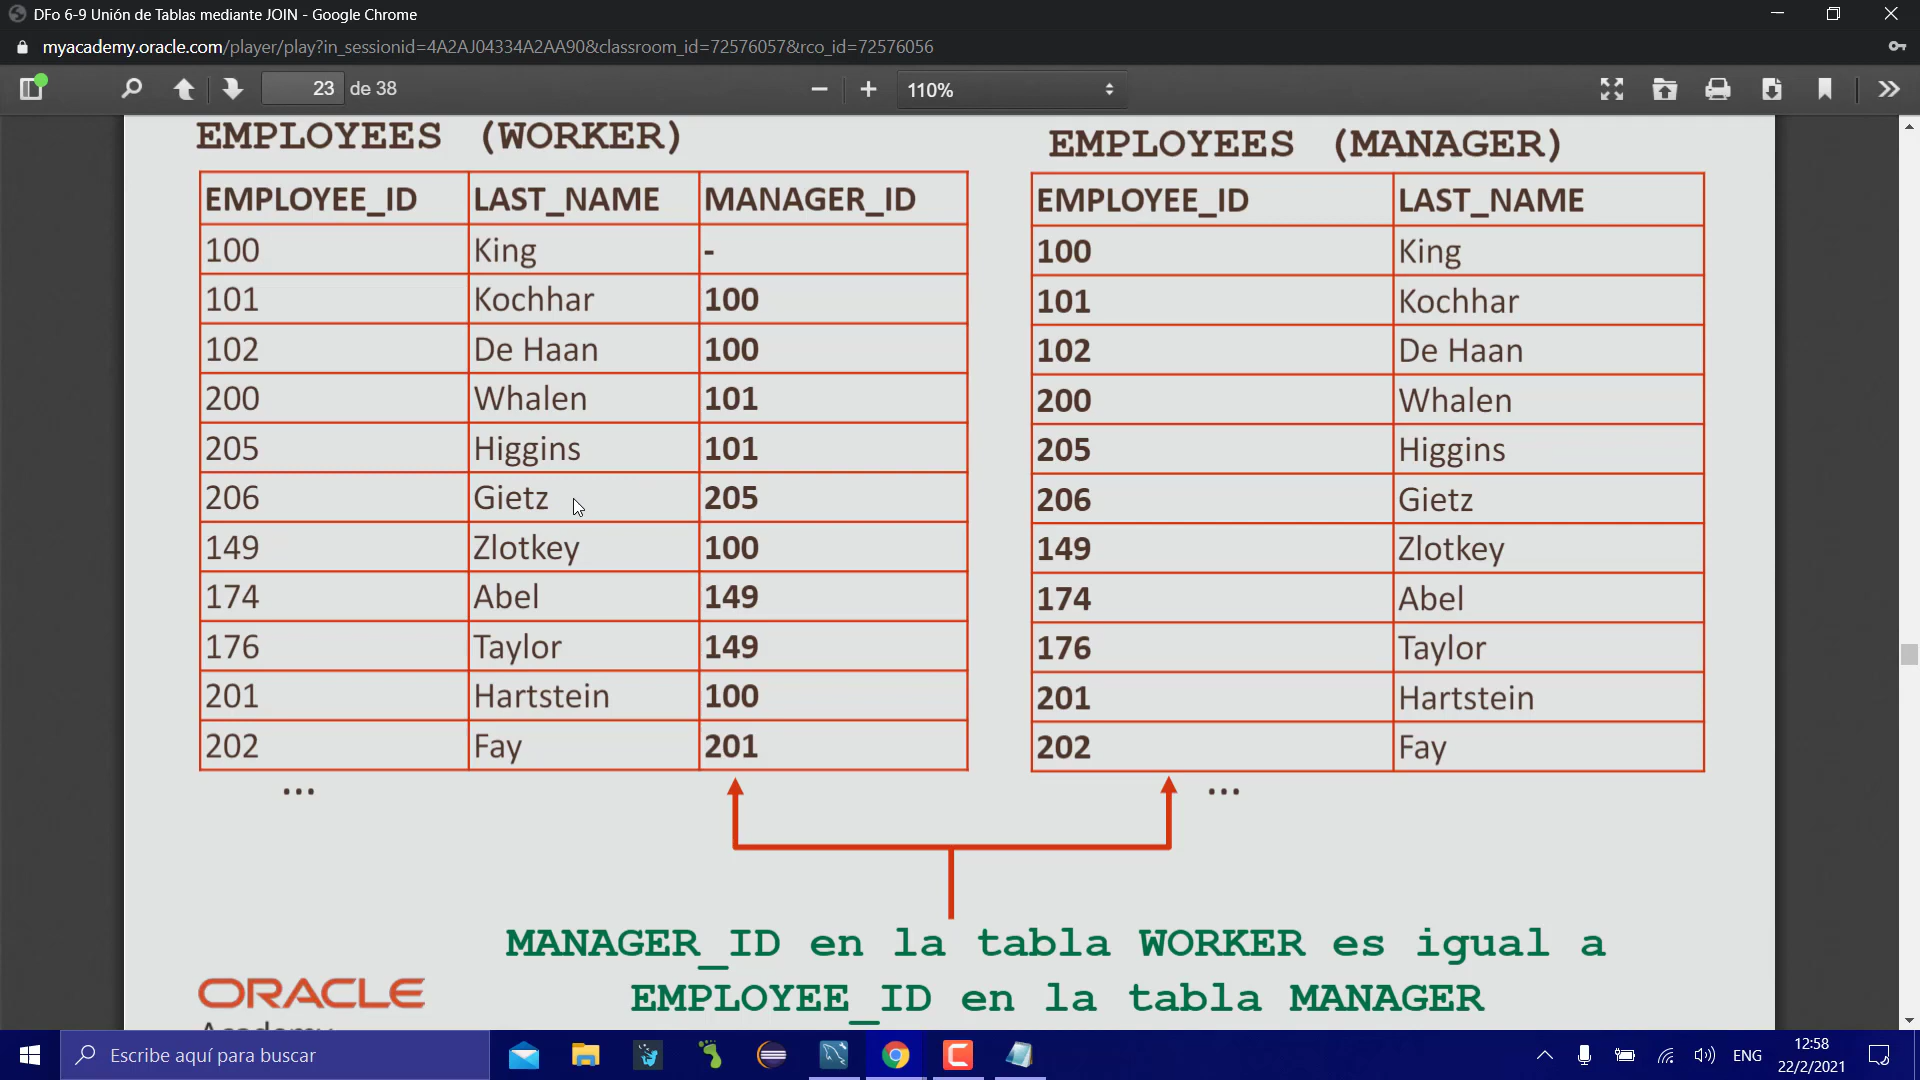 DFo 6-9 Unión de Tablas mediante JOIN - Google Chrome
myacademy.oracle.com/player/play?in_sessionid=4A2AJ04334A2AA90&classroom_id=72576057&rco_id=72576056
23 de 38
110%
EMPLOYEES (WORKER)
EMPLOYEE_ID LAST_NAME MANAGER_ID
100 King -
101 Kochhar 100
102 De Haan 100
200 Whalen 101
205 Higgins 101
206 Gietz 205
149 Zlotkey 100
174 Abel 149
176 Taylor 149
201 Hartstein 100
202 Fay 201
...
EMPLOYEES (MANAGER)
EMPLOYEE_ID LAST_NAME
100 King
101 Kochhar
102 De Haan
200 Whalen
205 Higgins
206 Gietz
149 Zlotkey
174 Abel
176 Taylor
201 Hartstein
202 Fay
...
MANAGER_ID en la tabla WORKER es igual a
EMPLOYEE_ID en la tabla MANAGER
ORACLE
Academy
Escribe aquí para buscar
ENG
12:58
22/2/2021